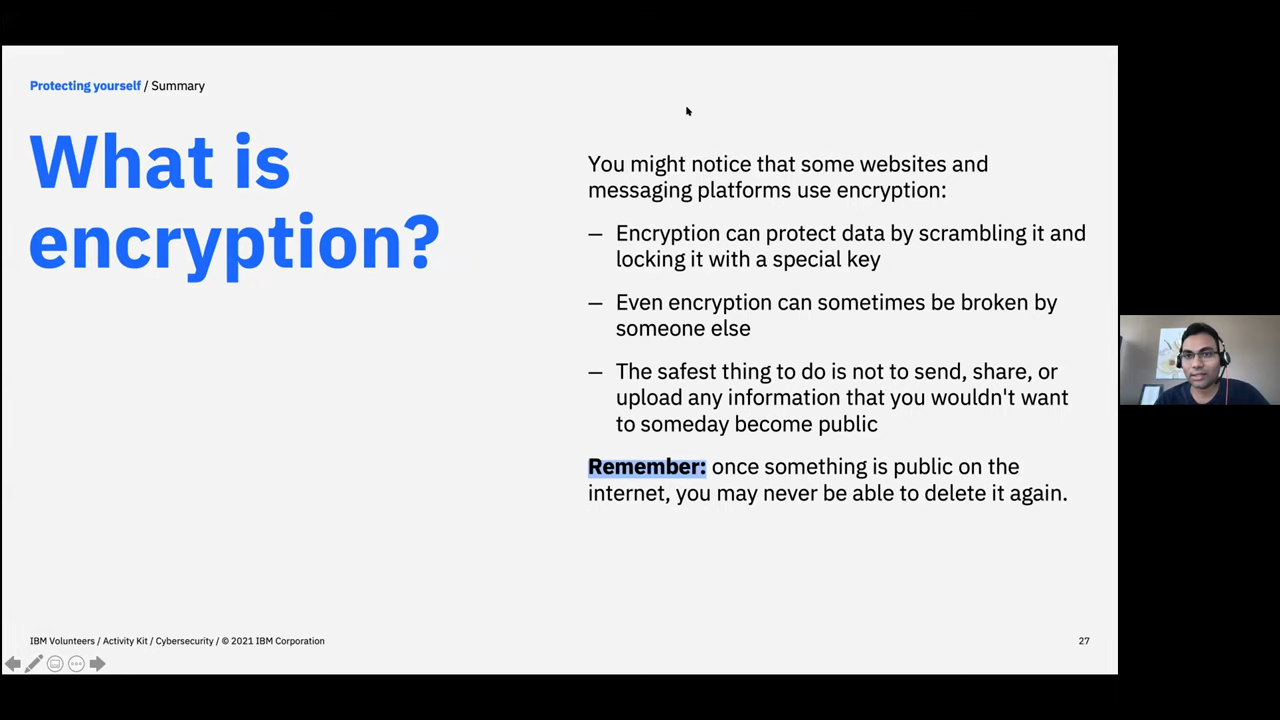 Protecting yourself / Summary
What is
encryption?
You might notice that some websites and
messaging platforms use encryption:
— Encryption can protect data by scrambling it and
locking it with a special key
— Even encryption can sometimes be broken by
someone else
— The safest thing to do is not to send, share, or
upload any information that you wouldn't want
to someday become public
Remember: once something is public on the
internet, you may never be able to delete it again.
IBM Volunteers / Activity Kit / Cybersecurity / © 2021 IBM Corporation
27